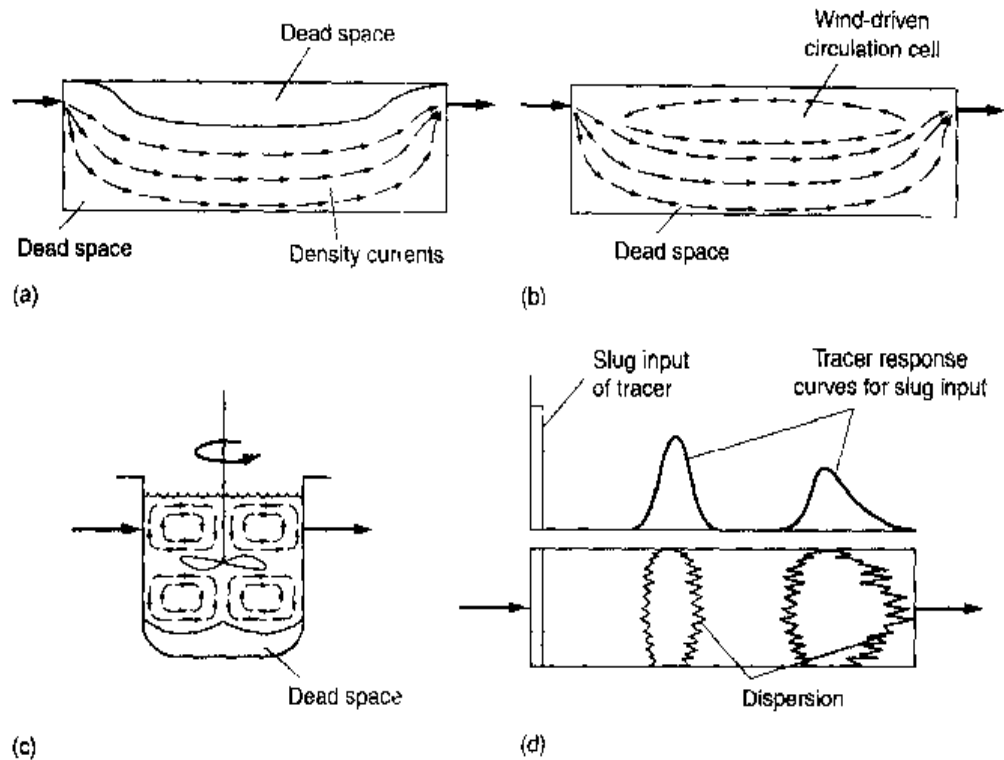 Dead space
Dead space
Density currents
(a)
Wind-driven
circulation cell
Dead space
(b)
Dead space
(c)
Slug input
of tracer
Tracer response
curves for slug input
Dispersion
(d)